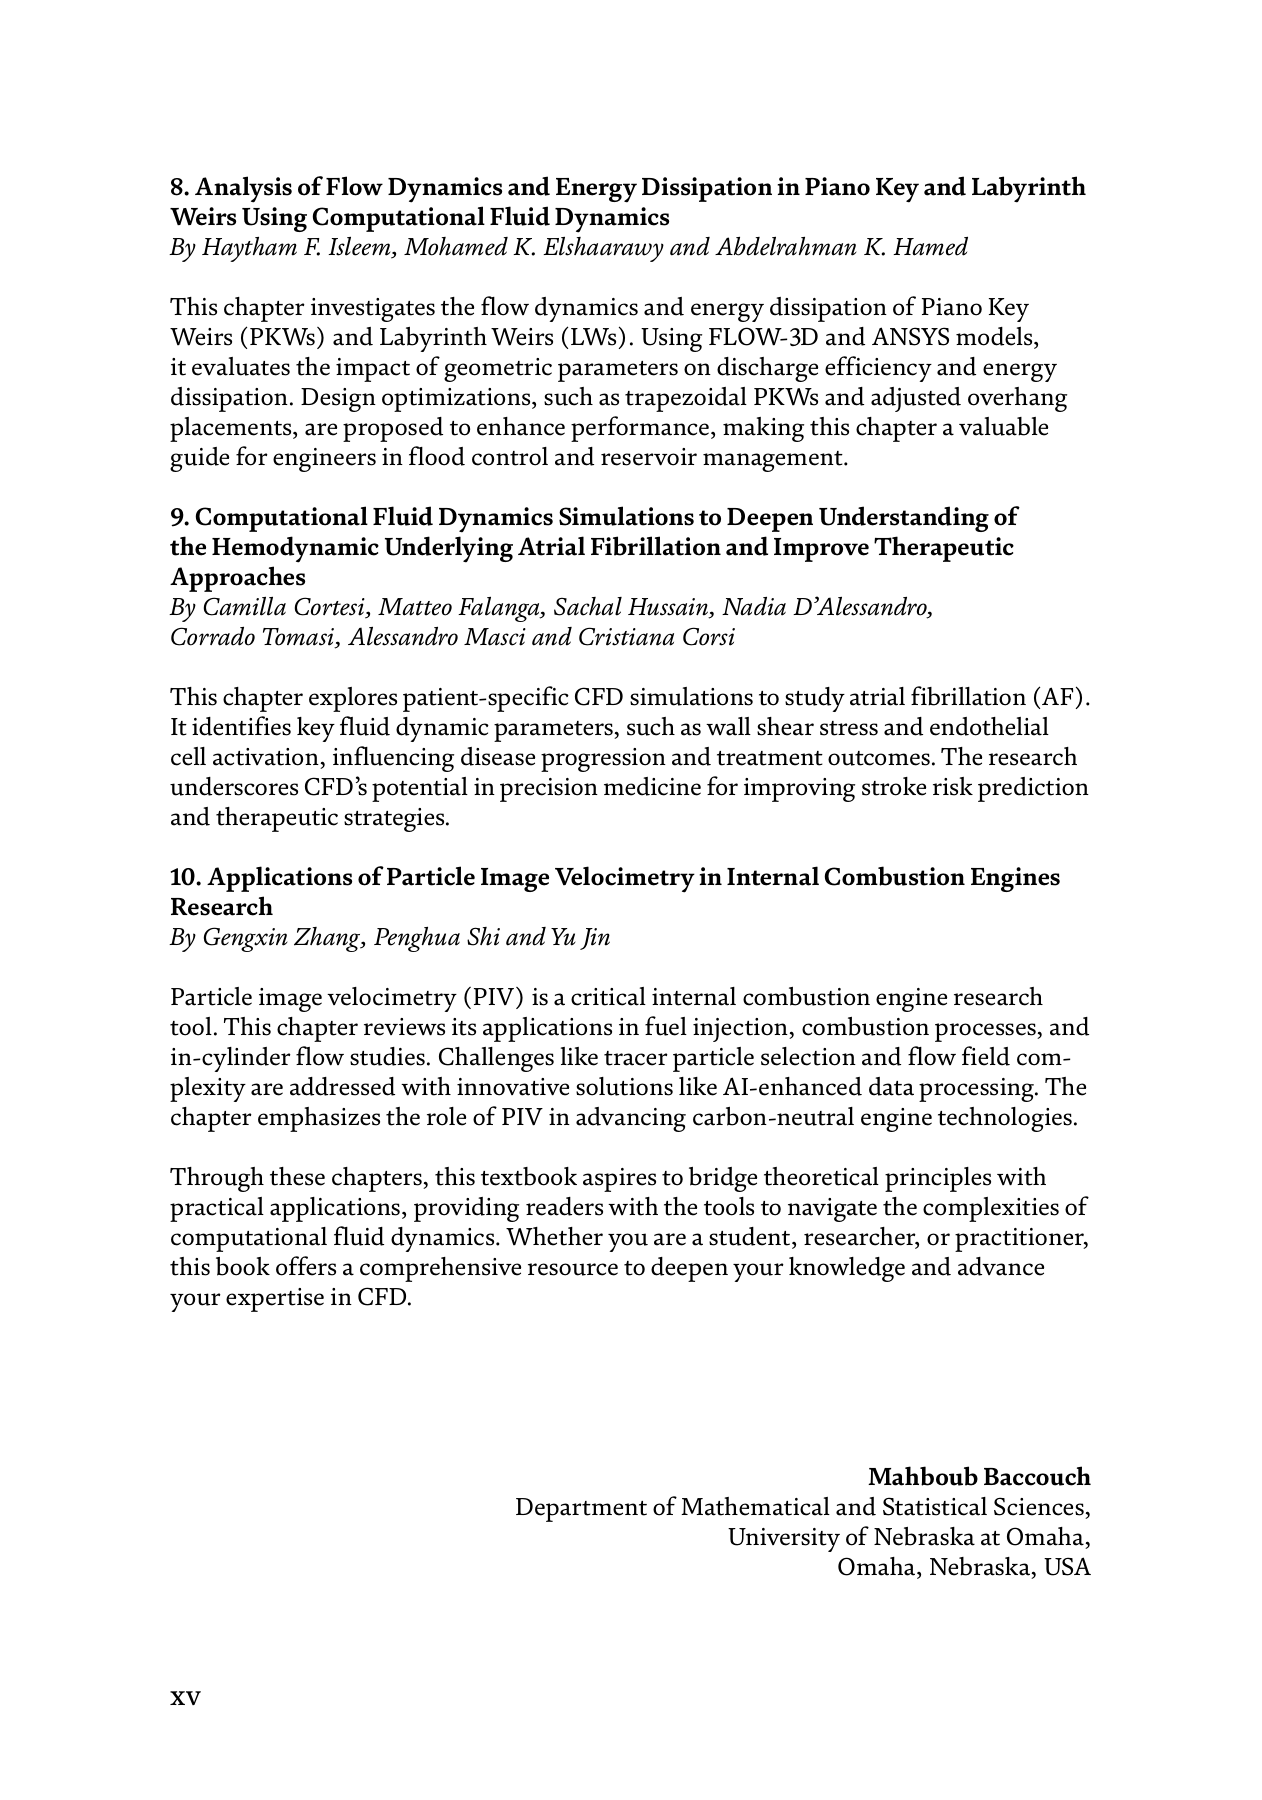 8. Analysis of Flow Dynamics and Energy Dissipation in Piano Key and Labyrinth
Weirs Using Computational Fluid Dynamics
By Haytham F. Isleem, Mohamed K. Elshaarawy and Abdelrahman K. Hamed
This chapter investigates the flow dynamics and energy dissipation of Piano Key
Weirs (PKWs) and Labyrinth Weirs (LWs). Using FLOW-3D and ANSYS models,
it evaluates the impact of geometric parameters on discharge efficiency and energy
dissipation. Design optimizations, such as trapezoidal PKWs and adjusted overhang
placements, are proposed to enhance performance, making this chapter a valuable
guide for engineers in flood control and reservoir management.
9. Computational Fluid Dynamics Simulations to Deepen Understanding of
the Hemodynamic Underlying Atrial Fibrillation and Improve Therapeutic
Approaches
By Camilla Cortesi, Matteo Falanga, Sachal Hussain, Nadia D’Alessandro,
Corrado Tomasi, Alessandro Masci and Cristiana Corsi
This chapter explores patient-specific CFD simulations to study atrial fibrillation (AF).
It identifies key fluid dynamic parameters, such as wall shear stress and endothelial
cell activation, influencing disease progression and treatment outcomes. The research
underscores CFD’s potential in precision medicine for improving stroke risk prediction
and therapeutic strategies.
10. Applications of Particle Image Velocimetry in Internal Combustion Engines
Research
By Gengxin Zhang, Penghua Shi and Yu Jin
Particle image velocimetry (PIV) is a critical internal combustion engine research
tool. This chapter reviews its applications in fuel injection, combustion processes, and
in-cylinder flow studies. Challenges like tracer particle selection and flow field com-
plexity are addressed with innovative solutions like AI-enhanced data processing. The
chapter emphasizes the role of PIV in advancing carbon-neutral engine technologies.
Through these chapters, this textbook aspires to bridge theoretical principles with
practical applications, providing readers with the tools to navigate the complexities of
computational fluid dynamics. Whether you are a student, researcher, or practitioner,
this book offers a comprehensive resource to deepen your knowledge and advance
your expertise in CFD.
Mahboub Baccouch
Department of Mathematical and Statistical Sciences,
University of Nebraska at Omaha,
Omaha, Nebraska, USA
xv